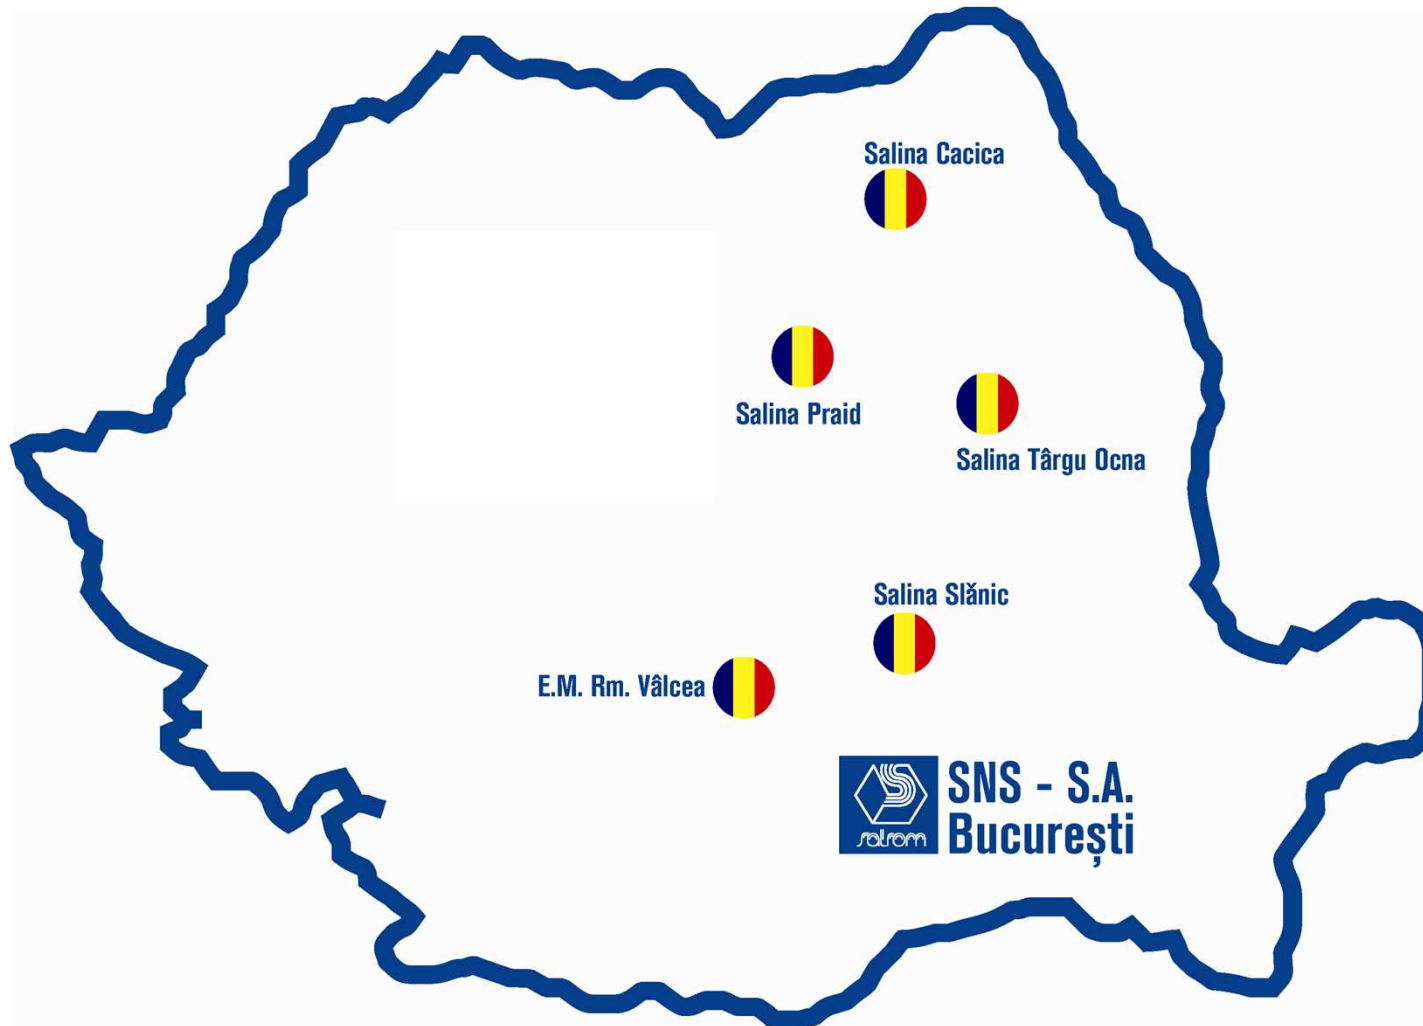 Salina Cacica
Salina Praid
Salina Târgu Ocna
Salina Slănic
E.M. Rm. Vâlcea
salrom
SNS - S.A.
București